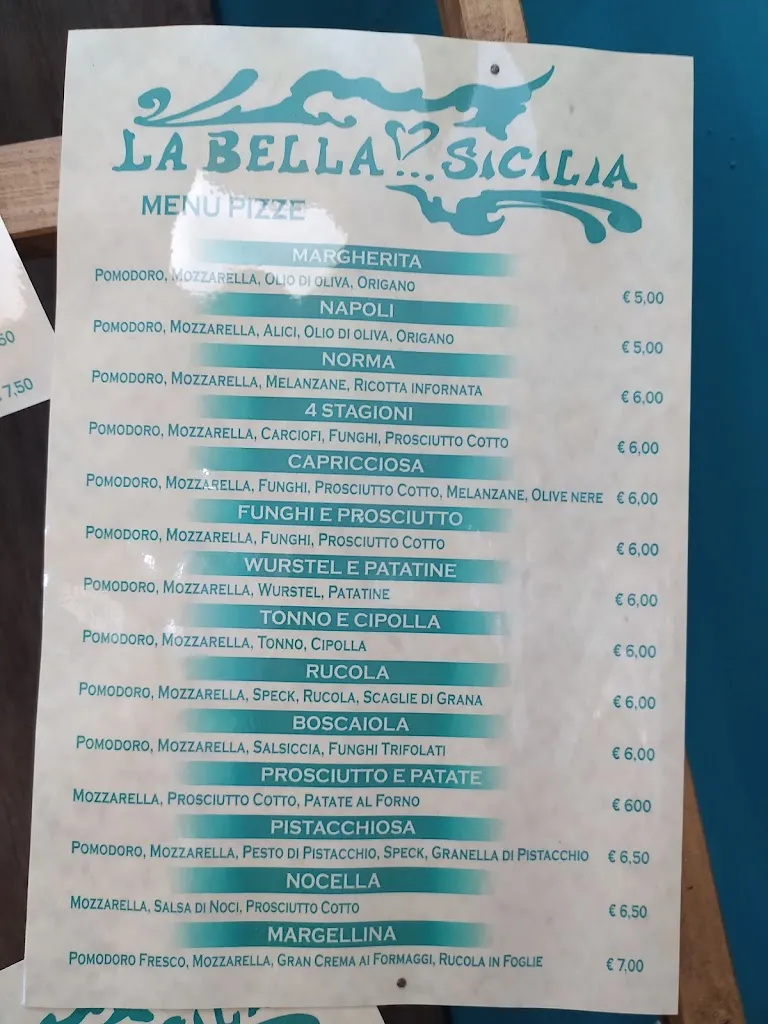 LA BELLA... SICILIA
MENÙ PIZZE
MARGHERITA
POMODORO, MOZZARELLA, OLIO DI OLIVA, ORIGANO € 5,00
NAPOLI
POMODORO, MOZZARELLA, ALICI, OLIO DI OLIVA, ORIGANO € 5,00
NORMA
POMODORO, MOZZARELLA, MELANZANE, RICOTTA INFORNATA € 6,00
4 STAGIONI
POMODORO, MOZZARELLA, CARCIOFI, FUNGHI, PROSCIUTTO COTTO € 6,00
CAPRICCIOSA
POMODORO, MOZZARELLA, FUNGHI, PROSCIUTTO COTTO, MELANZANE, OLIVE NERE € 6,00
FUNGHI E PROSCIUTTO
POMODORO, MOZZARELLA, FUNGHI, PROSCIUTTO COTTO € 6,00
WURSTEL E PATATINE
POMODORO, MOZZARELLA, WURSTEL, PATATINE € 6,00
TONNO E CIPOLLA
POMODORO, MOZZARELLA, TONNO, CIPOLLA € 6,00
RUCOLA
POMODORO, MOZZARELLA, SPECK, RUCOLA, SCAGLIE DI GRANA € 6,00
BOSCAIOLA
POMODORO, MOZZARELLA, SALSICCIA, FUNGHI TRIFOLATI € 6,00
PROSCIUTTO E PATATE
MOZZARELLA, PROSCIUTTO COTTO, PATATE AL FORNO € 600
PISTACCHIOSA
POMODORO, MOZZARELLA, PESTO DI PISTACCHIO, SPECK, GRANELLA DI PISTACCHIO € 6,50
NOCELLA
MOZZARELLA, SALSA DI NOCI, PROSCIUTTO COTTO € 6,50
MARGELLINA
POMODORO FRESCO, MOZZARELLA, GRAN CREMA AI FORMAGGI, RUCOLA IN FOGLIE € 7,00
7,50